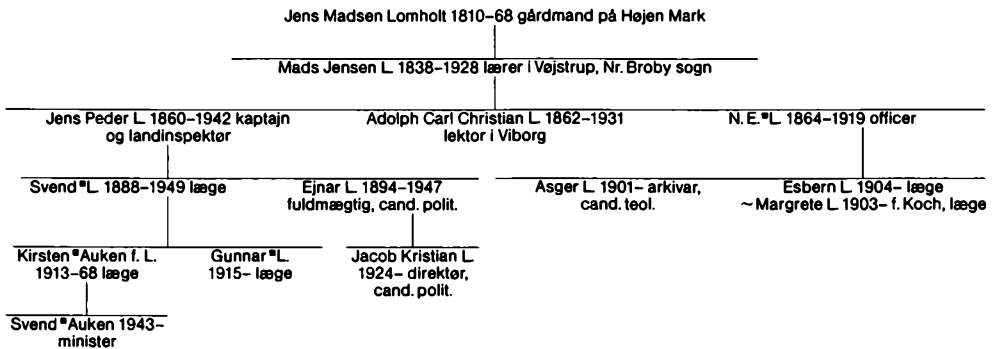 Jens Madsen Lomholt 1810–68 gårdmand på Højen Mark
Mads Jensen L. 1838–1928 lærer i Vøjstrup, Nr. Broby sogn
Jens Peder L. 1860–1942 kaptajn
og landinspektør
Adolph Carl Christian L. 1862–1931
lektor i Viborg
N. E.*L. 1864–1919 officer
Svend*L. 1888–1949 læge
Ejnar L. 1894–1947
fuldmægtig, cand. polit.
Asger L. 1901– arkivar,
cand. teol.
Esbern L. 1904– læge
~Margrete L. 1903– f. Koch, læge
Kirsten*Auken f. L.
1913–68 læge
Gunnar*L.
1915– læge
Jacob Kristian L.
1924– direktør,
cand. polit.
Svend*Auken 1943–
minister